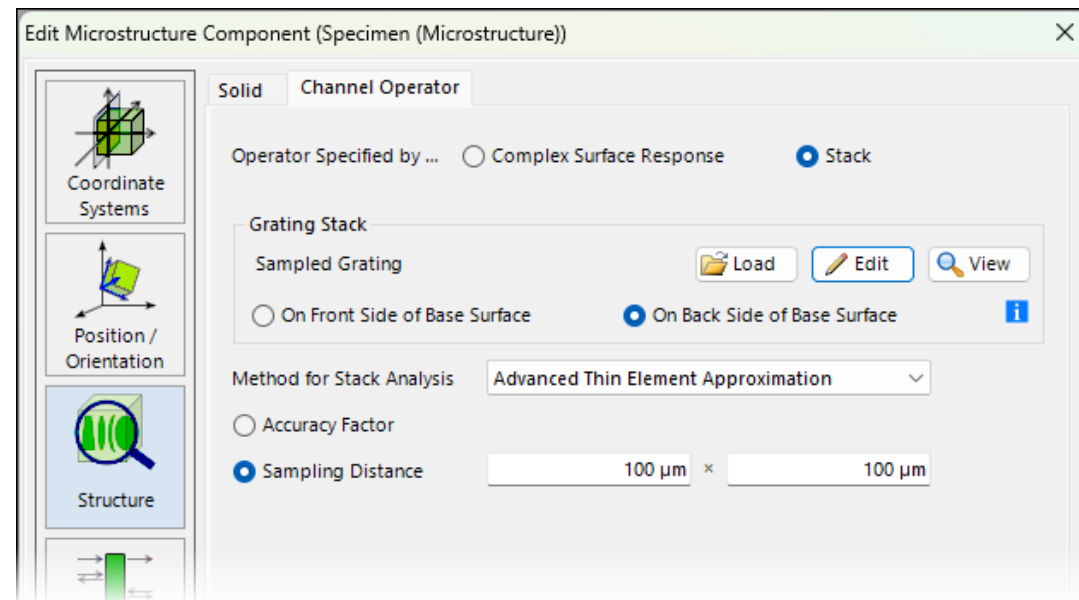 Edit Microstructure Component (Specimen (Microstructure))
Solid
Channel Operator
Coordinate
Systems
Operator Specified by ... Complex Surface Response Stack
Grating Stack
Sampled Grating Load Edit View
On Front Side of Base Surface On Back Side of Base Surface i
Position /
Orientation
Method for Stack Analysis Advanced Thin Element Approximation
Accuracy Factor
Sampling Distance 100 µm × 100 µm
Structure